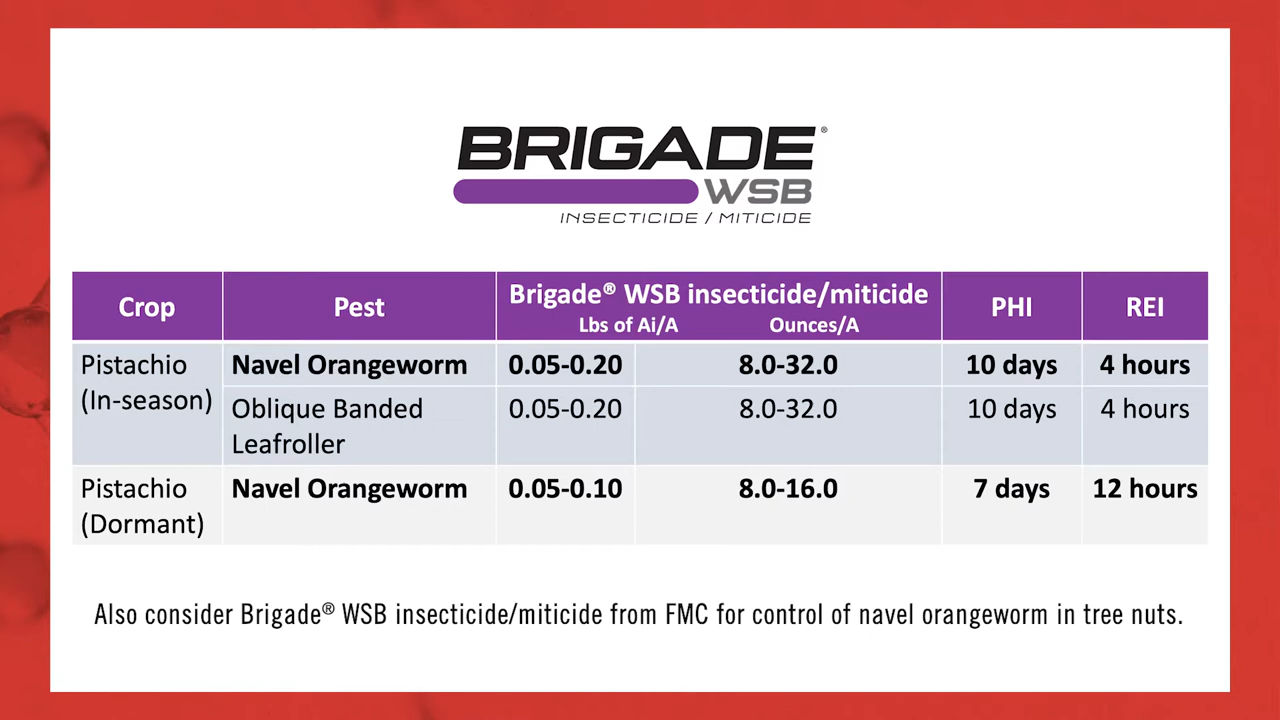 BRIGADE®
WSB
INSECTICIDE / MITICIDE
Crop Pest Brigade® WSB insecticide/miticide PHI REI
Lbs of Ai/A Ounces/A
Pistachio Navel Orangeworm 0.05-0.20 8.0-32.0 10 days 4 hours
(In-season) Oblique Banded 0.05-0.20 8.0-32.0 10 days 4 hours
Leafroller
Pistachio Navel Orangeworm 0.05-0.10 8.0-16.0 7 days 12 hours
(Dormant)
Also consider Brigade® WSB insecticide/miticide from FMC for control of navel orangeworm in tree nuts.